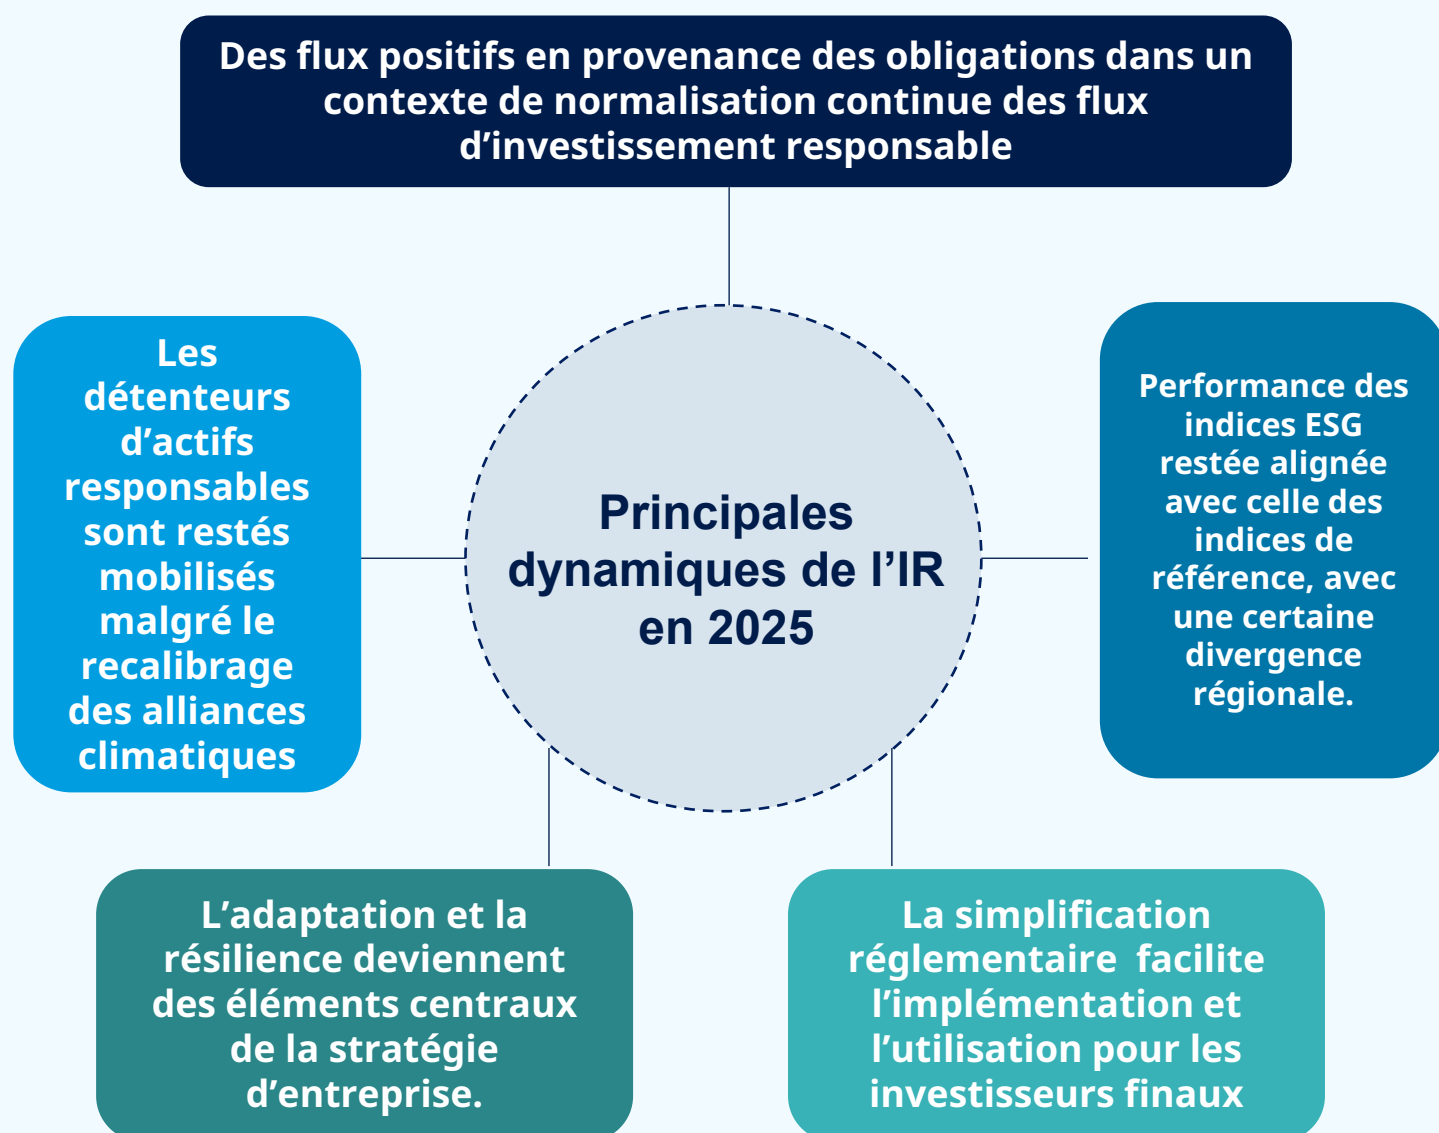 Des flux positifs en provenance des obligations dans un
contexte de normalisation continue des flux
d’investissement responsable
Les
détenteurs
d’actifs
responsables
sont restés
mobilisés
malgré le
recalibrage
des alliances
climatiques
Principales
dynamiques de l’IR
en 2025
Performance des
indices ESG
restée alignée
avec celle des
indices de
référence, avec
une certaine
divergence
régionale.
L’adaptation et la
résilience deviennent
des éléments centraux
de la stratégie
d’entreprise.
La simplification
réglementaire  facilite
l’implémentation et
l’utilisation pour les
investisseurs finaux